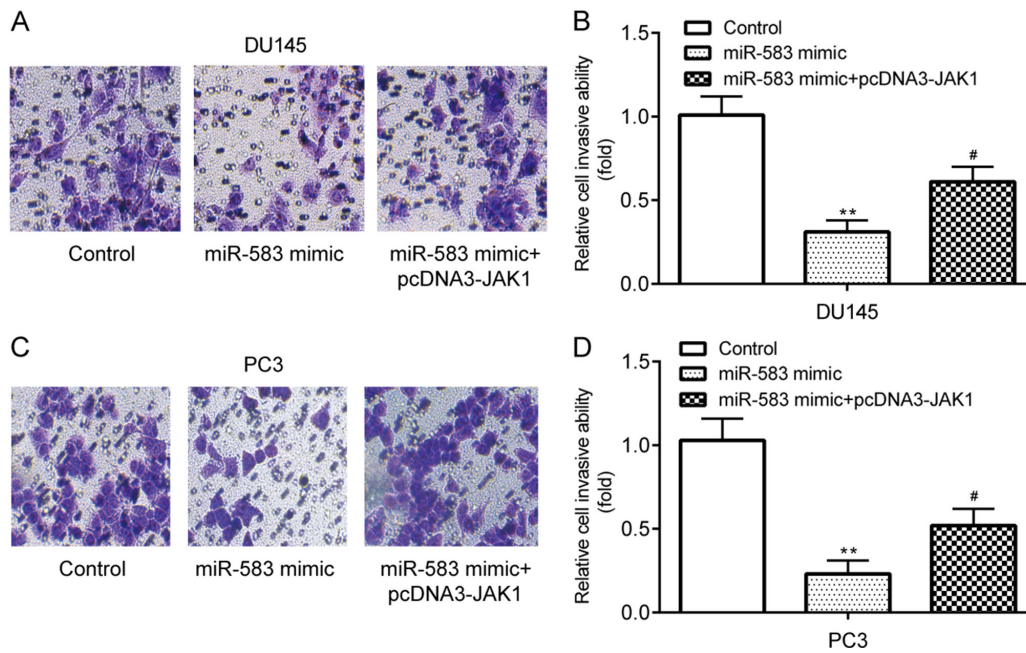 A
DU145
Control
miR-583 mimic
miR-583 mimic+
pcDNA3-JAK1
B
Control
miR-583 mimic
miR-583 mimic+pcDNA3-JAK1
Relative cell invasive ability
(fold)
1.5
1.0
0.5
0.0
**
#
DU145
C
PC3
Control
miR-583 mimic
miR-583 mimic+
pcDNA3-JAK1
D
Control
miR-583 mimic
miR-583 mimic+pcDNA3-JAK1
Relative cell invasive ability
(fold)
1.5
1.0
0.5
0.0
**
#
PC3